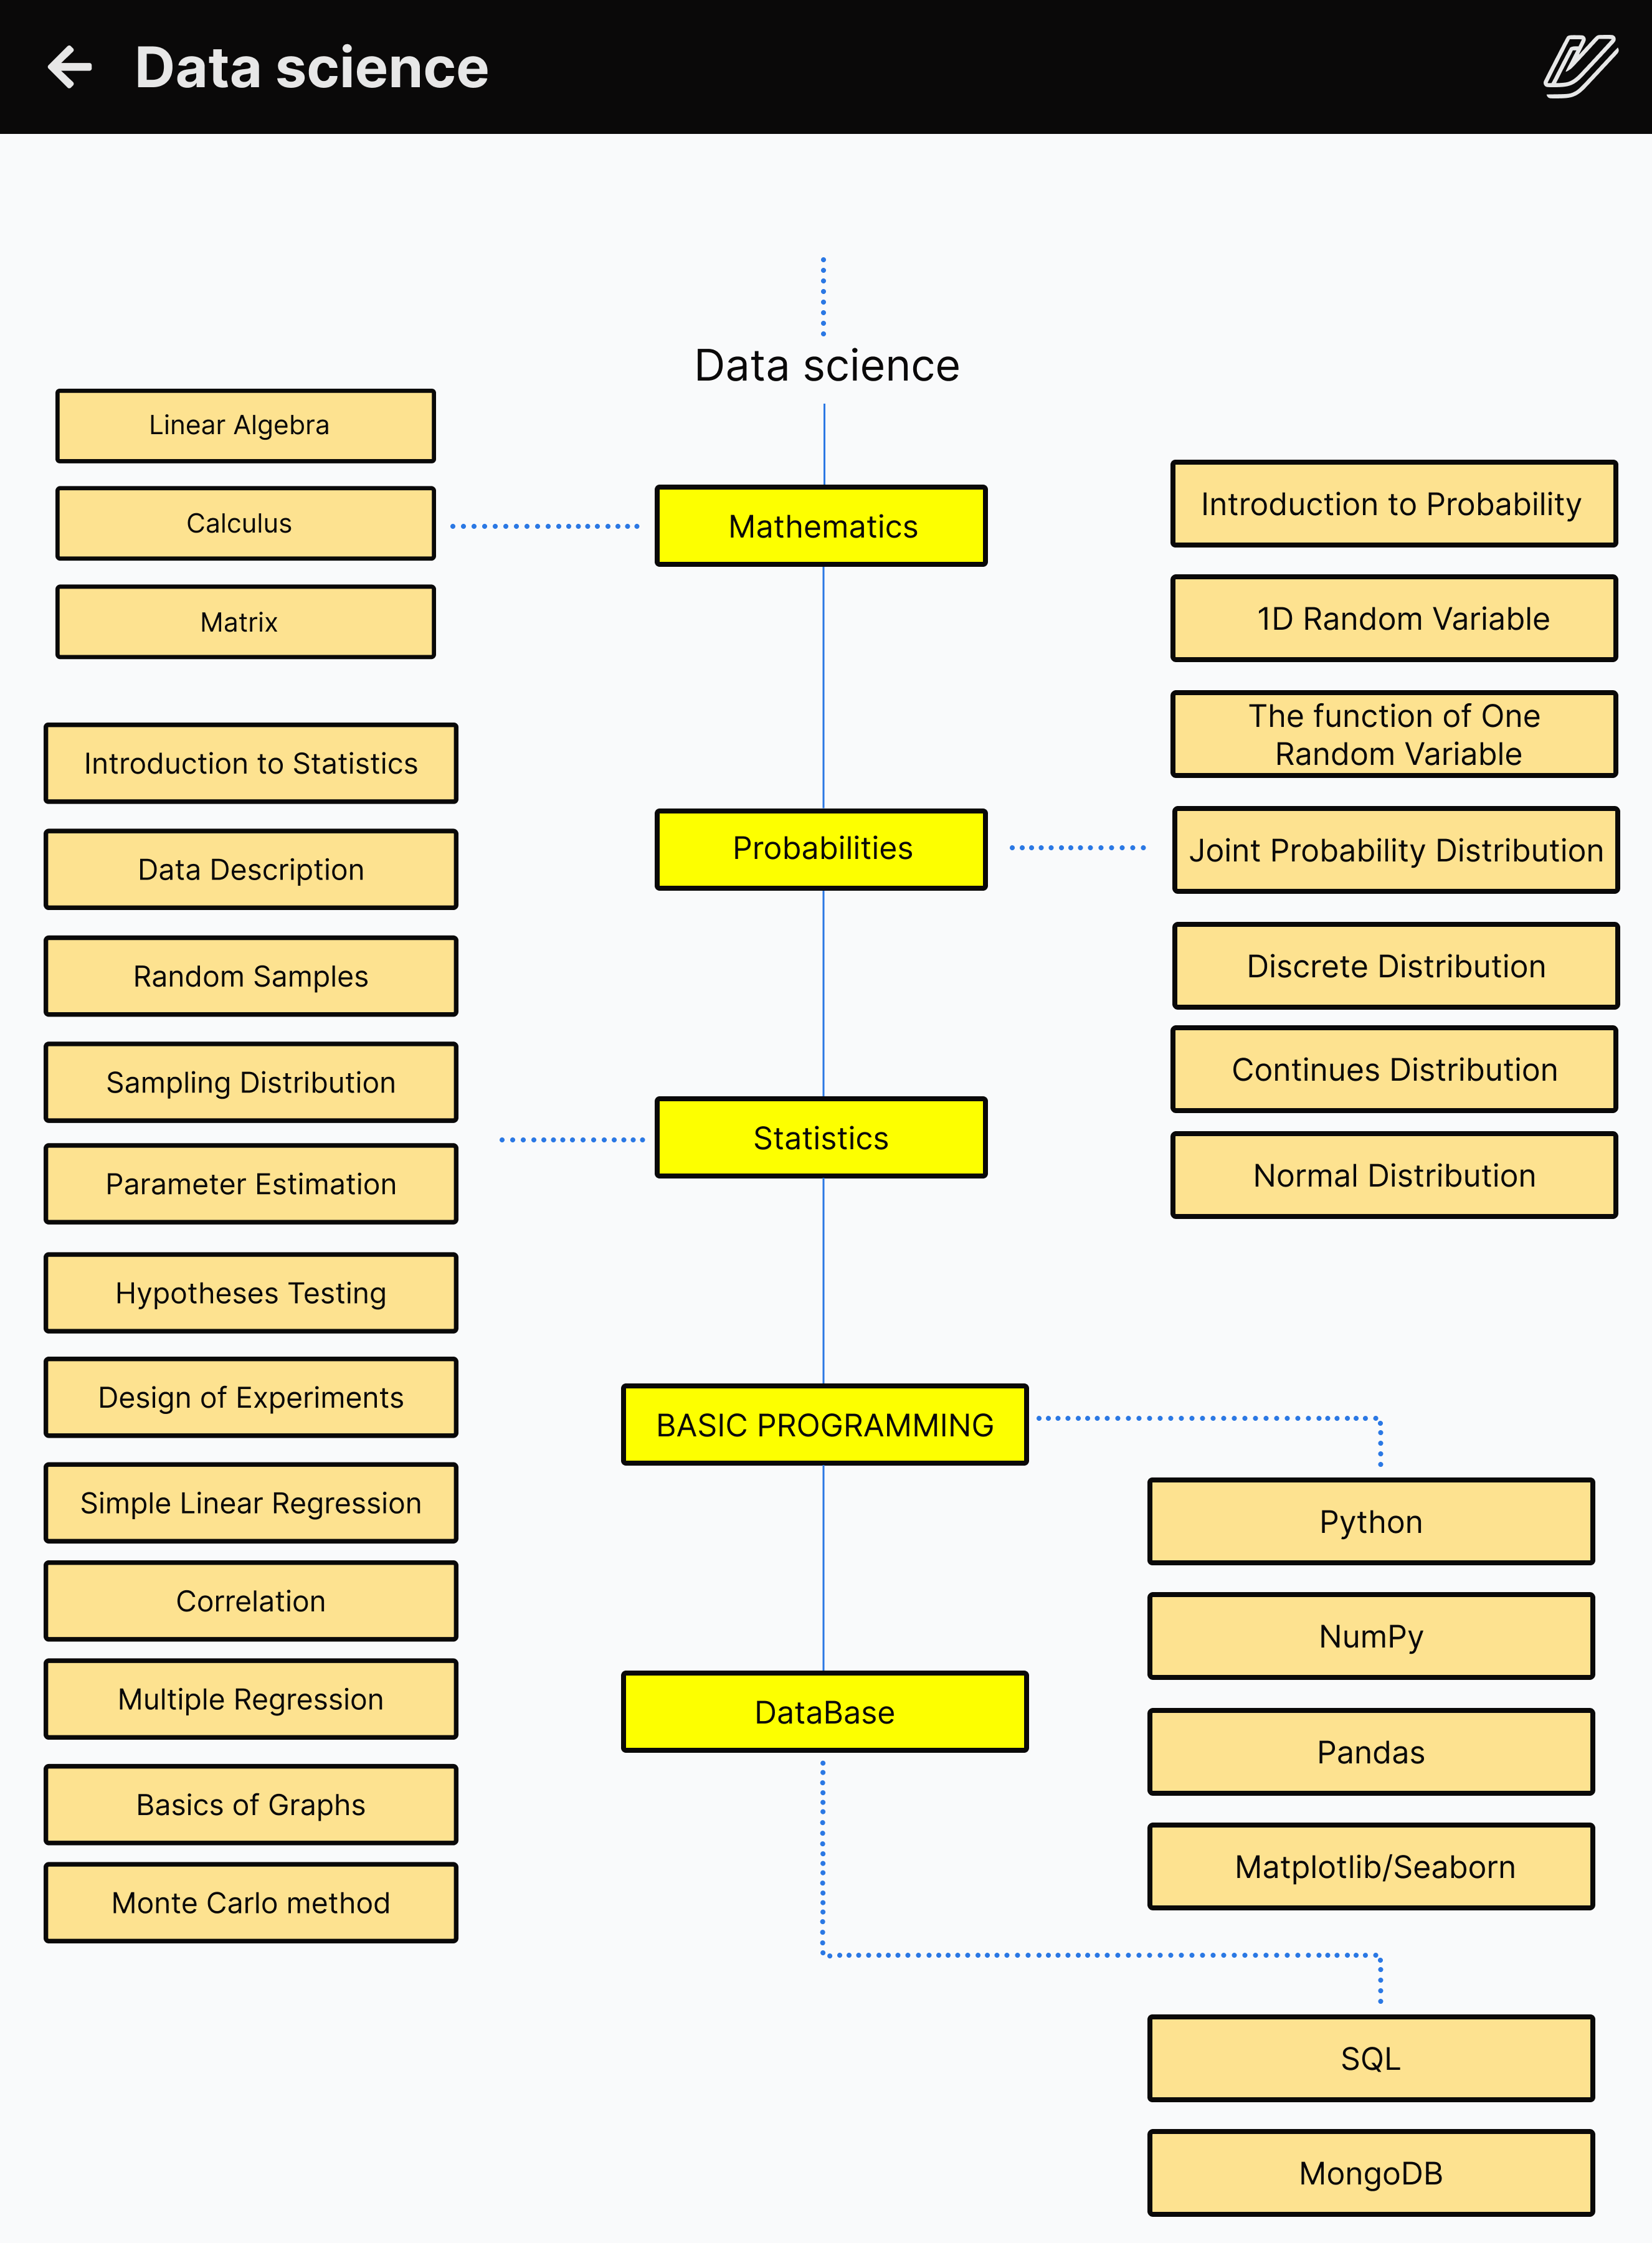 Data science
Data science
Linear Algebra
Calculus
Matrix
Mathematics
Introduction to Probability
1D Random Variable
The function of One
Random Variable
Joint Probability Distribution
Discrete Distribution
Continues Distribution
Normal Distribution
Probabilities
Introduction to Statistics
Data Description
Random Samples
Sampling Distribution
Parameter Estimation
Hypotheses Testing
Design of Experiments
Simple Linear Regression
Correlation
Multiple Regression
Basics of Graphs
Monte Carlo method
Statistics
BASIC PROGRAMMING
Python
NumPy
Pandas
Matplotlib/Seaborn
DataBase
SQL
MongoDB